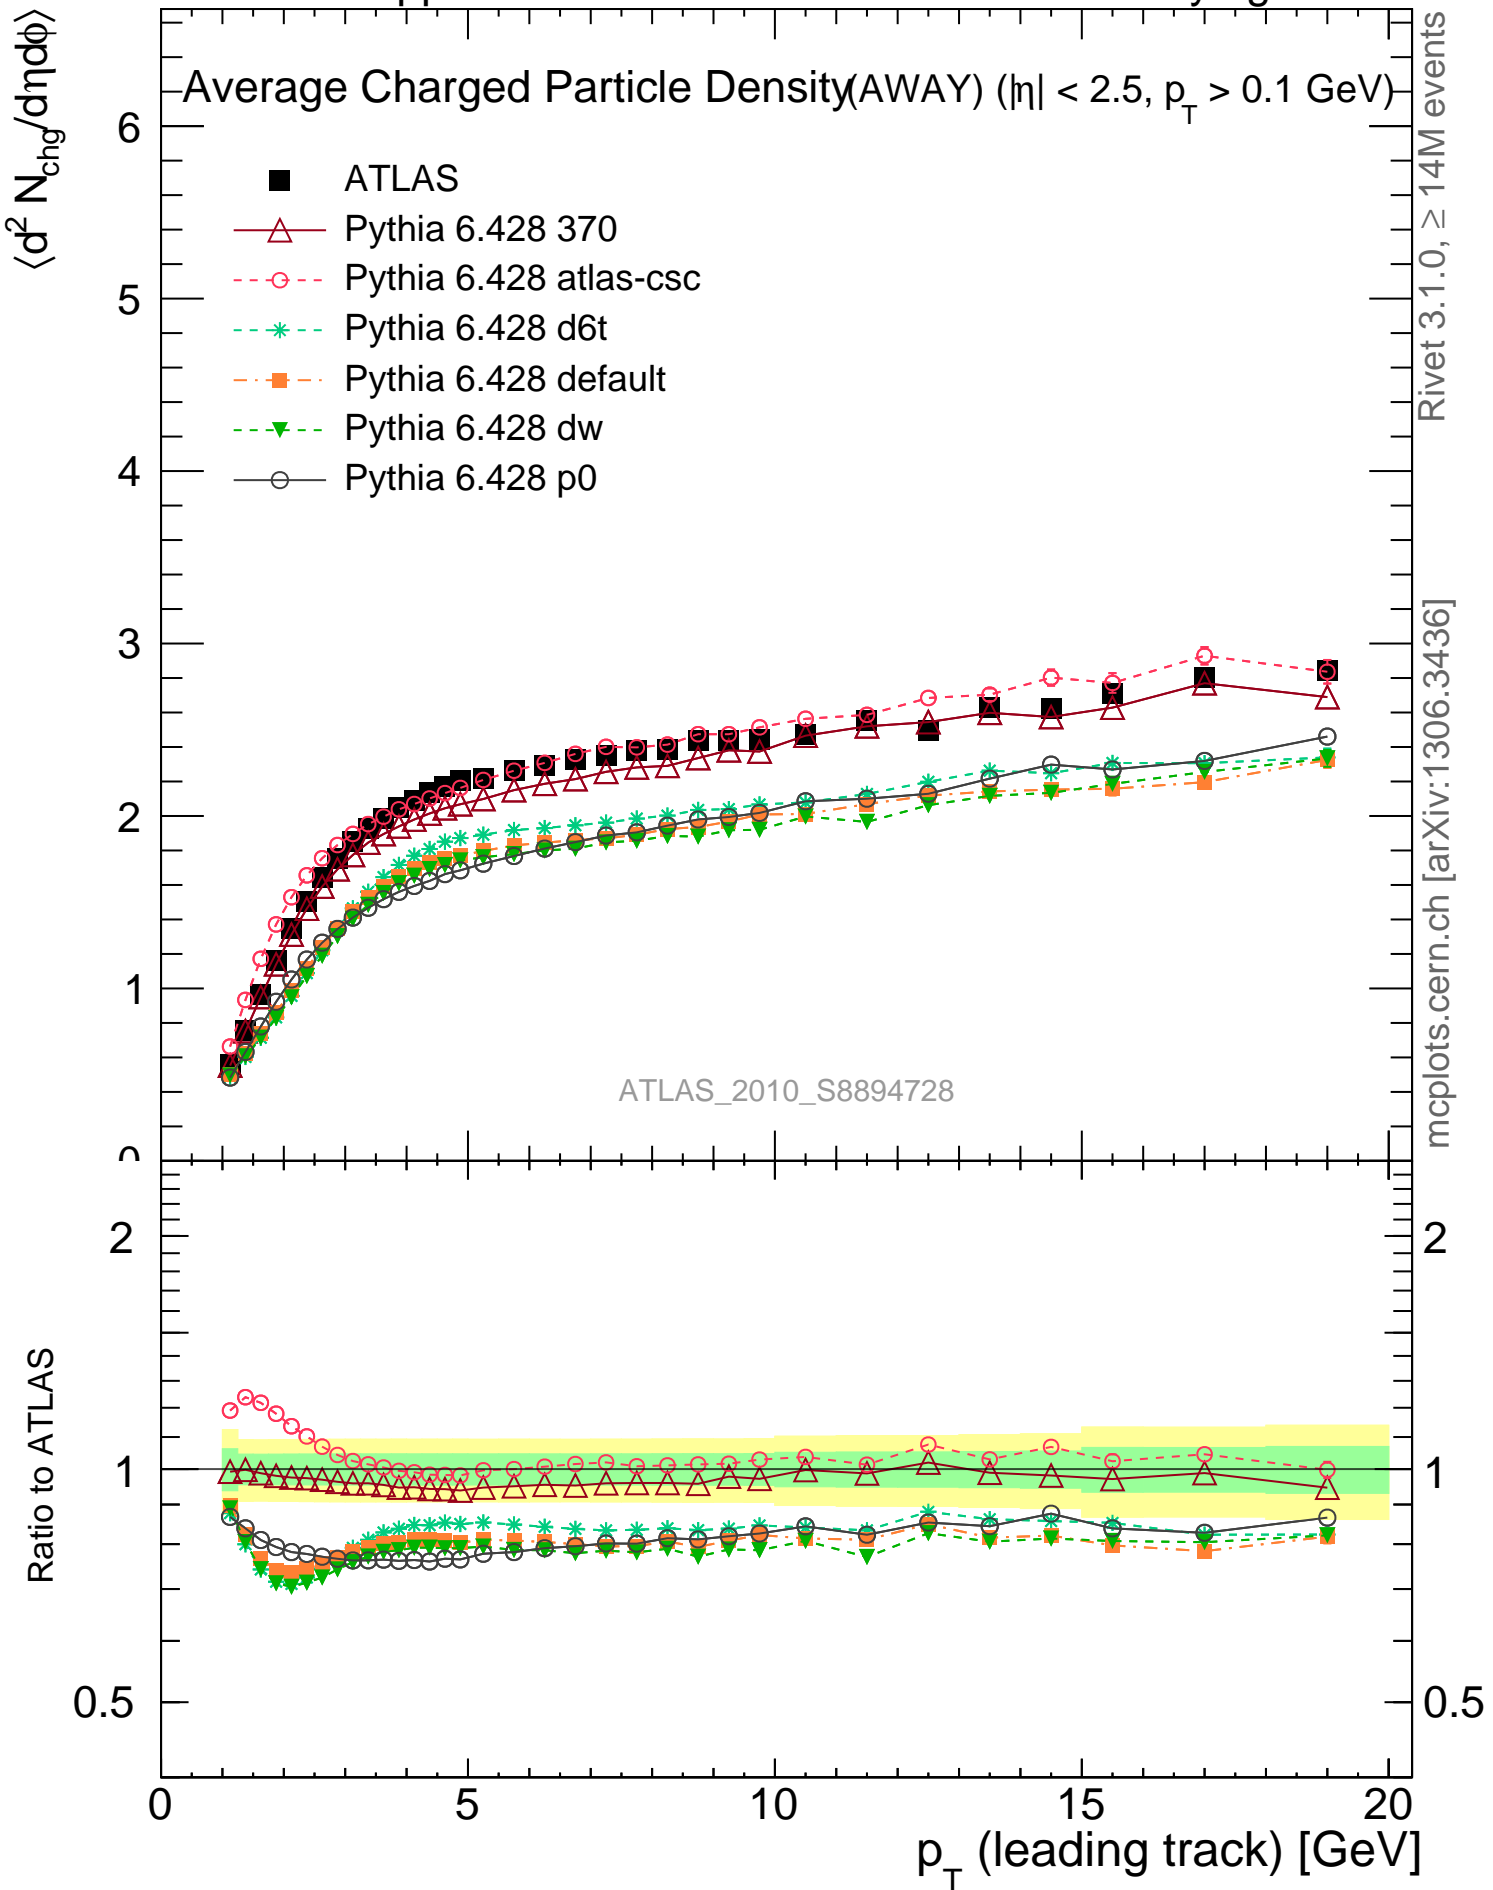 Average Charged Particle Density (AWAY) (|η| < 2.5, p_T > 0.1 GeV)
⟨d² N_chg/dηdϕ⟩
6
5
4
3
2
1
0
ATLAS
Pythia 6.428 370
Pythia 6.428 atlas-csc
Pythia 6.428 d6t
Pythia 6.428 default
Pythia 6.428 dw
Pythia 6.428 p0
ATLAS_2010_S8894728
Rivet 3.1.0, ≥ 14M events
mcplots.cern.ch [arXiv:1306.3436]
Ratio to ATLAS
2
1
0.5
2
1
0.5
0 5 10 15 20
p_T (leading track) [GeV]